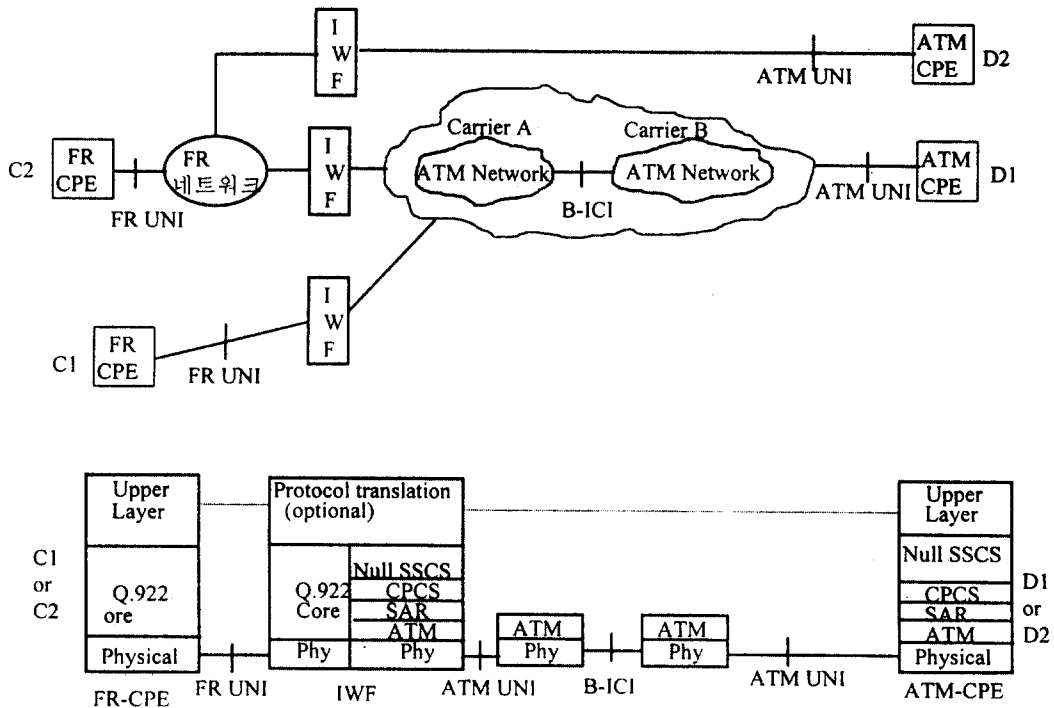 I
W
F
ATM UNI
ATM
CPE
D2
C2
FR
CPE
FR UNI
FR
네트워크
I
W
F
Carrier A
ATM Network
B-ICI
Carrier B
ATM Network
ATM UNI
ATM
CPE
D1
C1
FR
CPE
FR UNI
I
W
F
C1
or
C2
Upper
Layer
Q.922
ore
Physical
FR-CPE
FR UNI
Protocol translation
(optional)
Q.922
Core
Null SSCS
CPCS
SAR
ATM
Phy
Phy
IWF
ATM UNI
ATM
Phy
B-ICI
ATM
Phy
ATM UNI
Upper
Layer
Null SSCS
CPCS
SAR
ATM
Physical
ATM-CPE
D1
or
D2